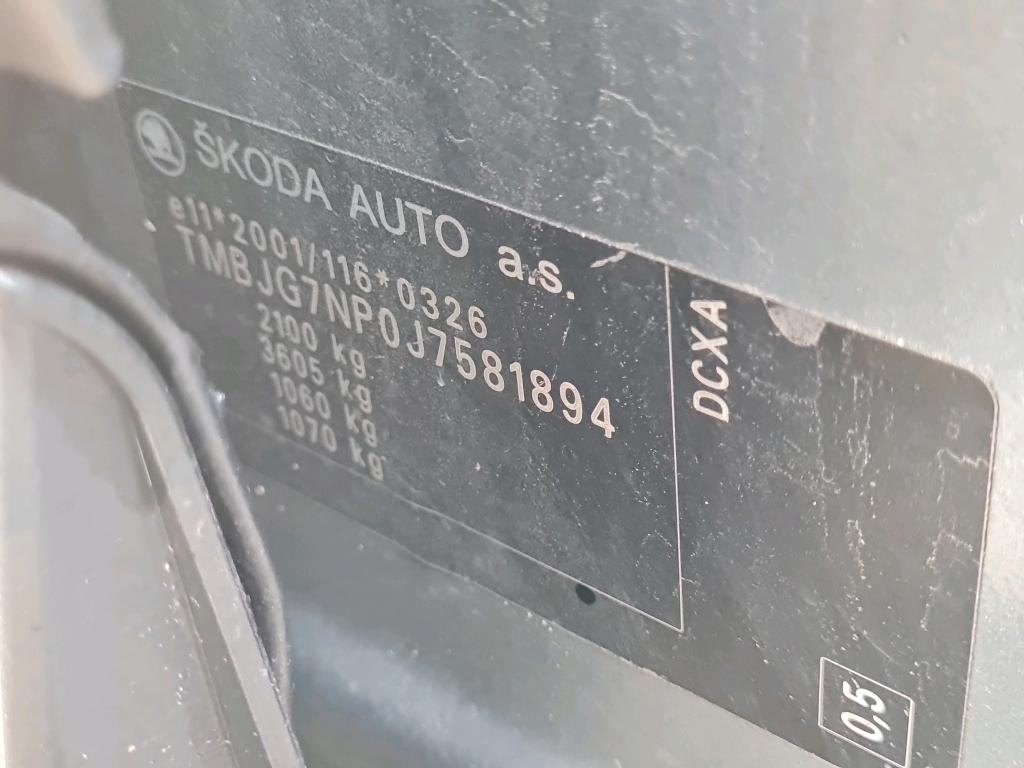 ŠKODA AUTO a.s.
e11*2001/116*0326
TMBJG7NP0J7581894
2100 kg
3605 kg
1060 kg
1070 kg
DCXA
0,5